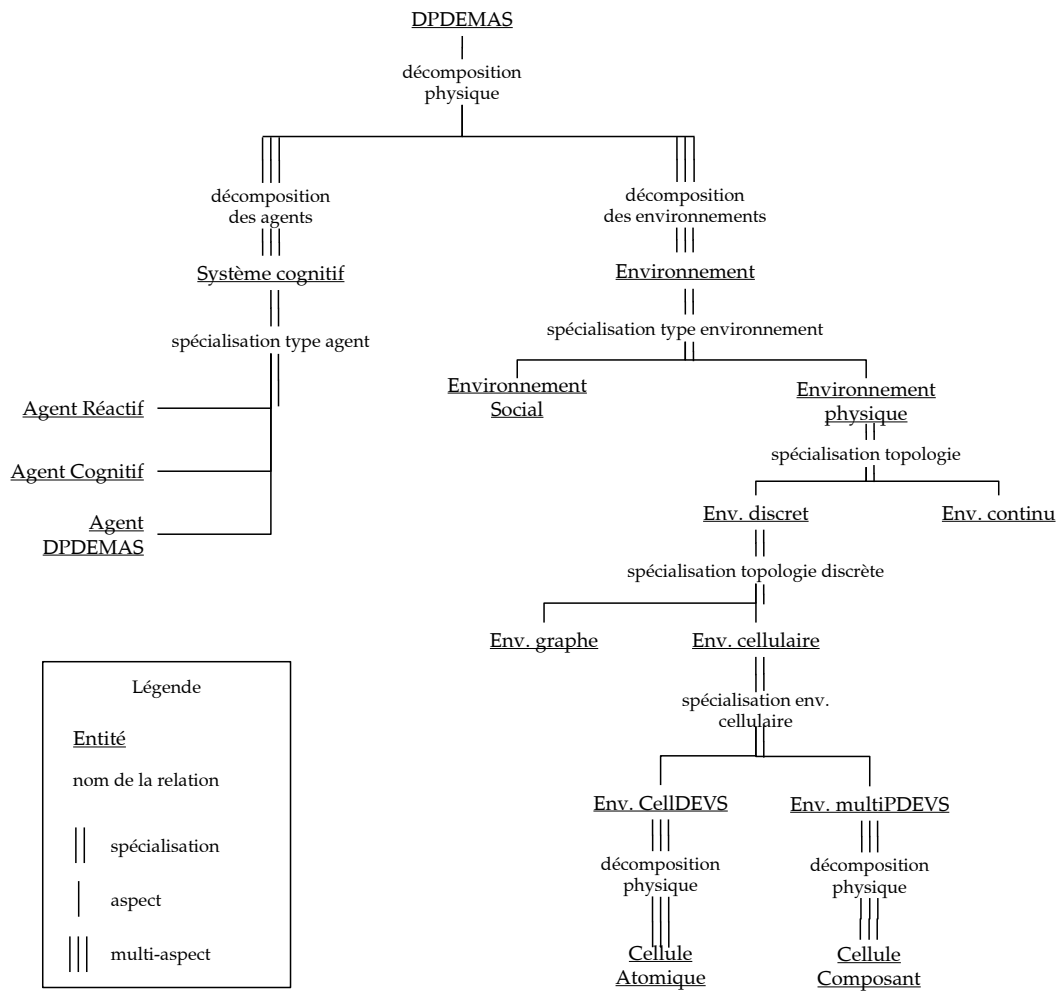 DPDEMAS
décomposition
physique
décomposition
des agents
décomposition
des environnements
Système cognitif
Environnement
spécialisation type agent
spécialisation type environnement
Environnement
Social
Environnement
physique
Agent Réactif
spécialisation topologie
Agent Cognitif
Env. discret
Env. continu
Agent
DPDEMAS
spécialisation topologie discrète
Env. graphe
Env. cellulaire
spécialisation env.
cellulaire
Env. CellDEVS
Env. multiPDEVS
décomposition
physique
décomposition
physique
Cellule
Atomique
Cellule
Composant
Légende
Entité
nom de la relation
spécialisation
aspect
multi-aspect